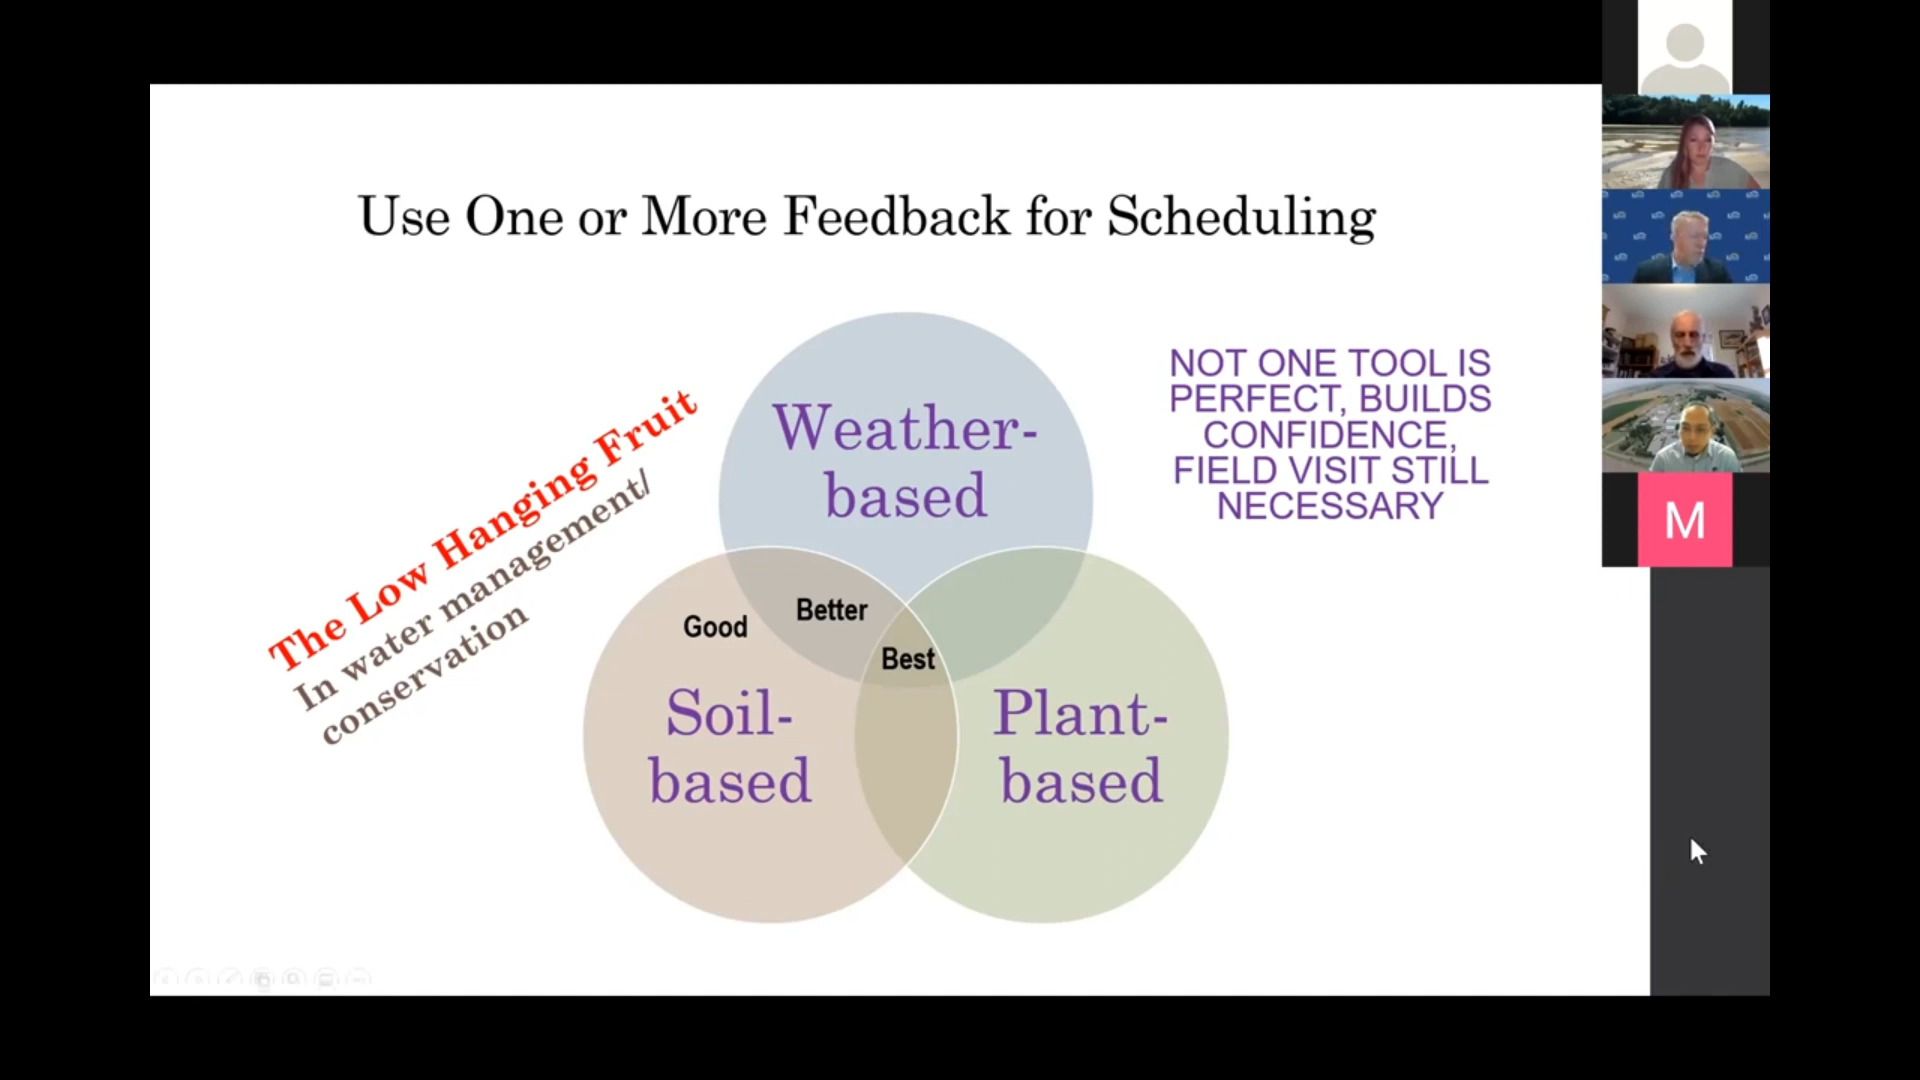 Use One or More Feedback for Scheduling
The Low Hanging Fruit
In water management/
conservation
Weather-
based
NOT ONE TOOL IS
PERFECT, BUILDS
CONFIDENCE,
FIELD VISIT STILL
NECESSARY
Good
Better
Best
Soil-
based
Plant-
based
M